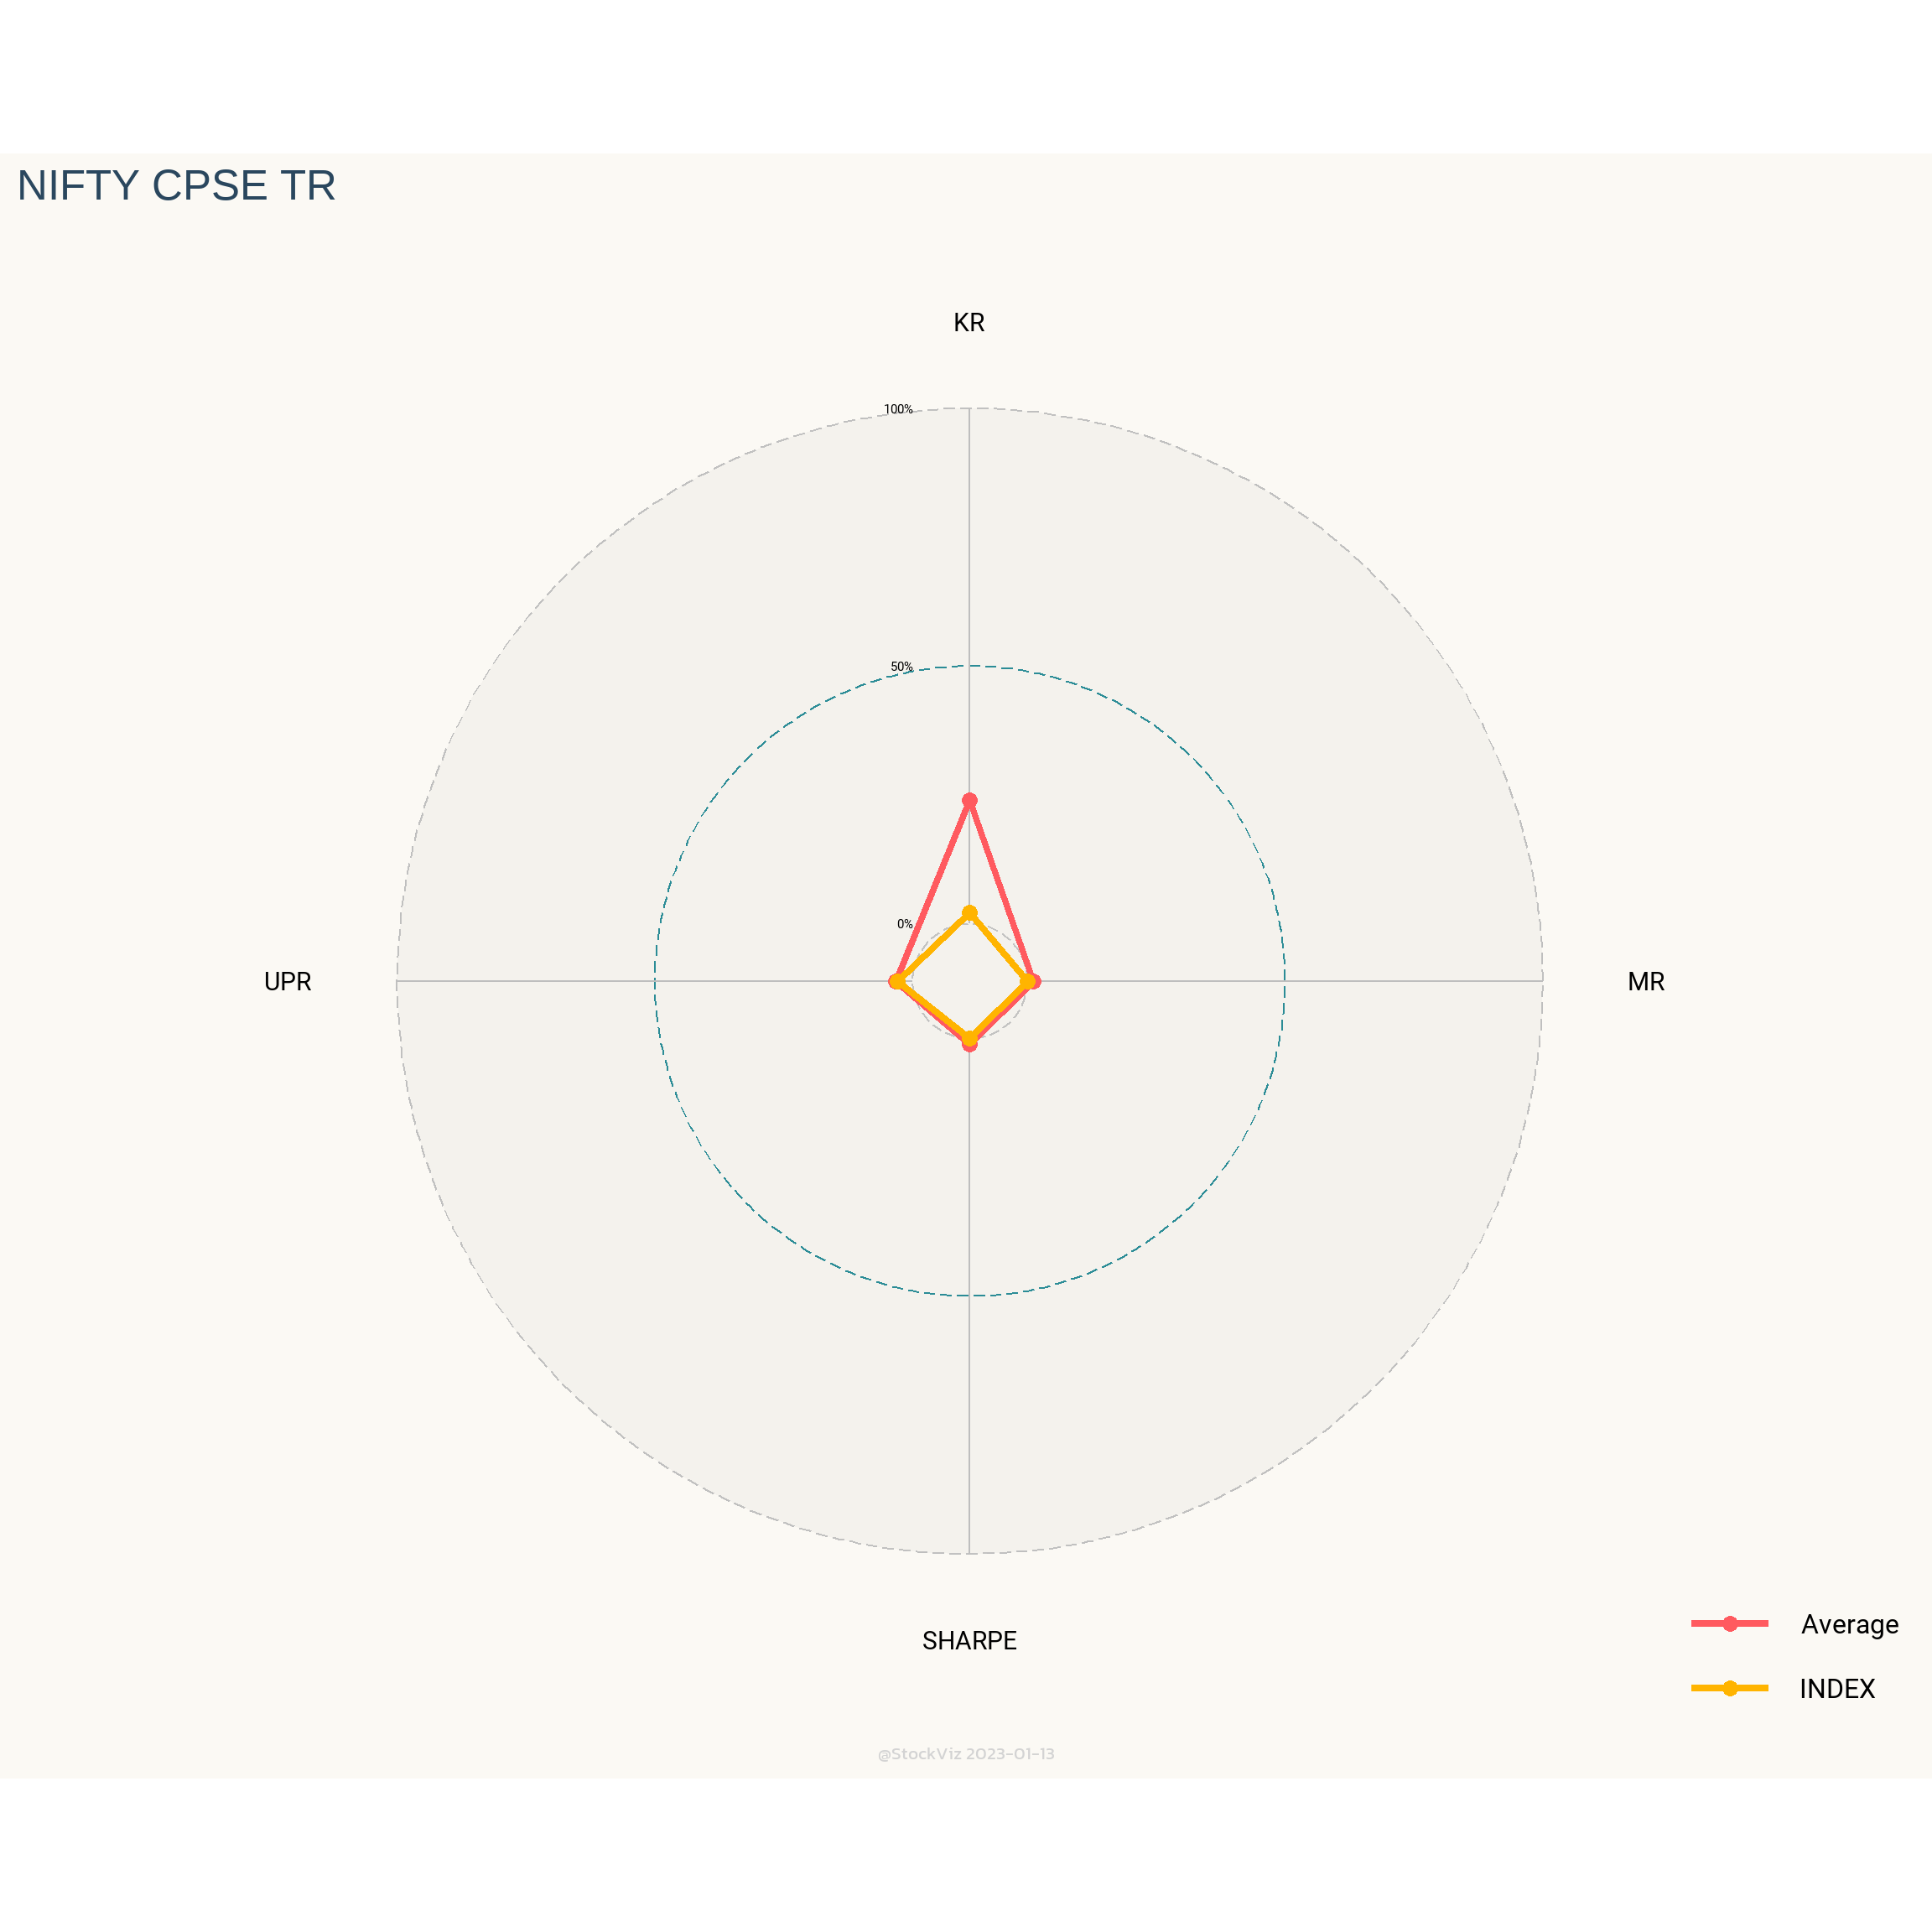 NIFTY CPSE TR
KR
100%
50%
0%
UPR
MR
SHARPE
Average
INDEX
@StockViz 2023-01-13